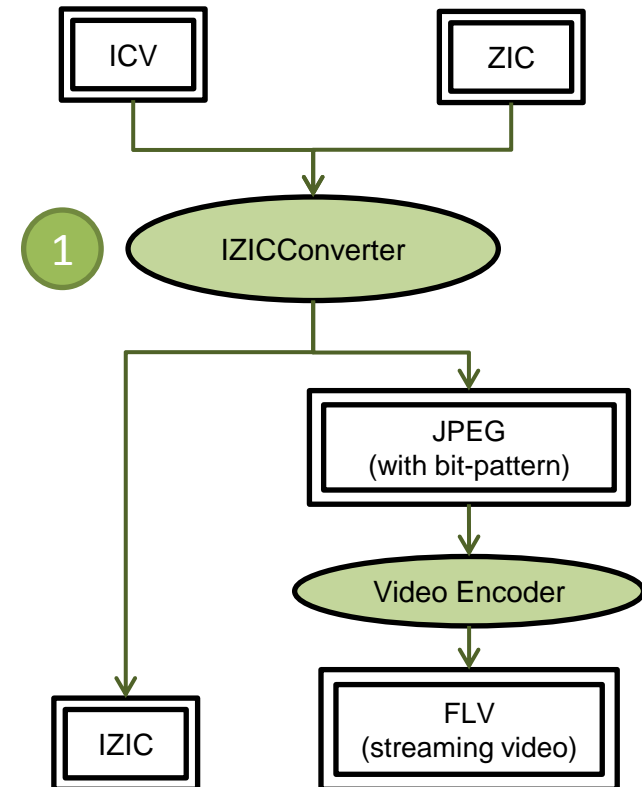 ICV
ZIC
1
IZICConverter
JPEG
(with bit-pattern)
Video Encoder
IZIC
FLV
(streaming video)